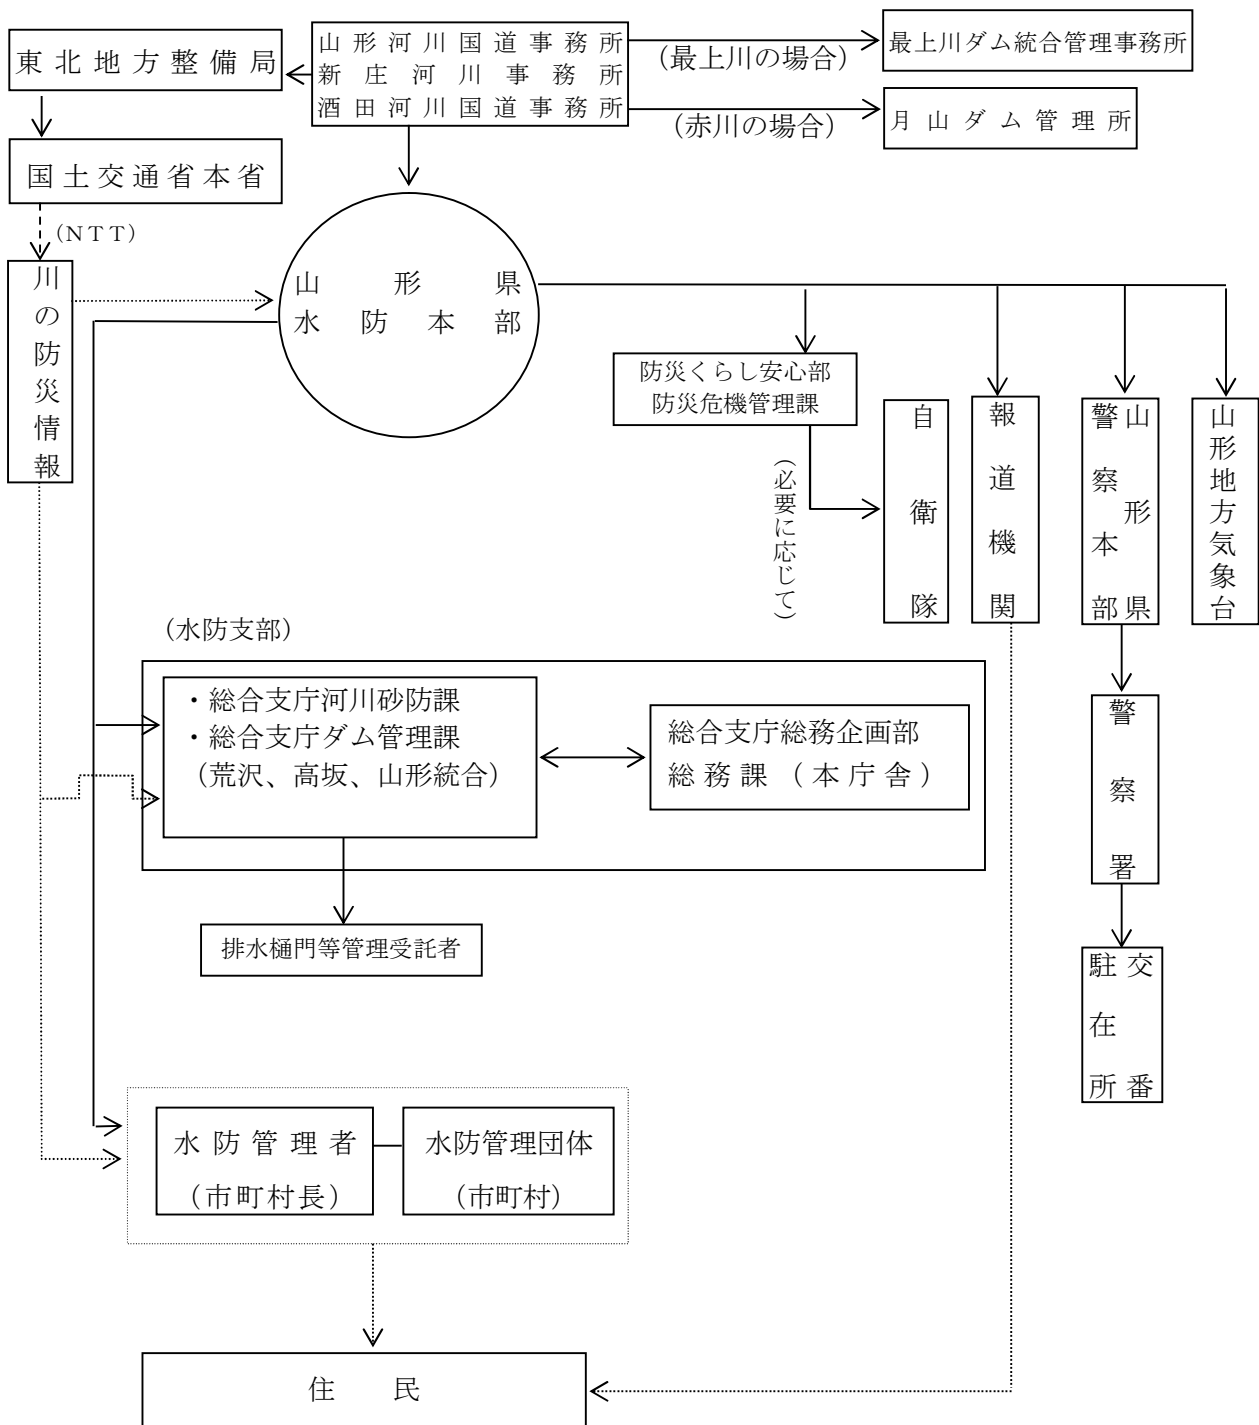 東北地方整備局
山形河川国道事務所
新庄河川事務所
酒田河川国道事務所
(最上川の場合)
最上川ダム統合管理事務所
(赤川の場合)
月山ダム管理所
国土交通省本省
(NTT)
川の防災情報
山形県
水防本部
防災くらし安心部
防災危機管理課
(必要に応じて)
自衛隊
報道機関
山形県
警察本部
山形地方気象台
(水防支部)
・総合支庁河川砂防課
・総合支庁ダム管理課
(荒沢、高坂、山形統合)
総合支庁総務企画部
総務課(本庁舎)
警察署
排水樋門等管理受託者
交番
駐在所
水防管理者
(市町村長)
水防管理団体
(市町村)
住民